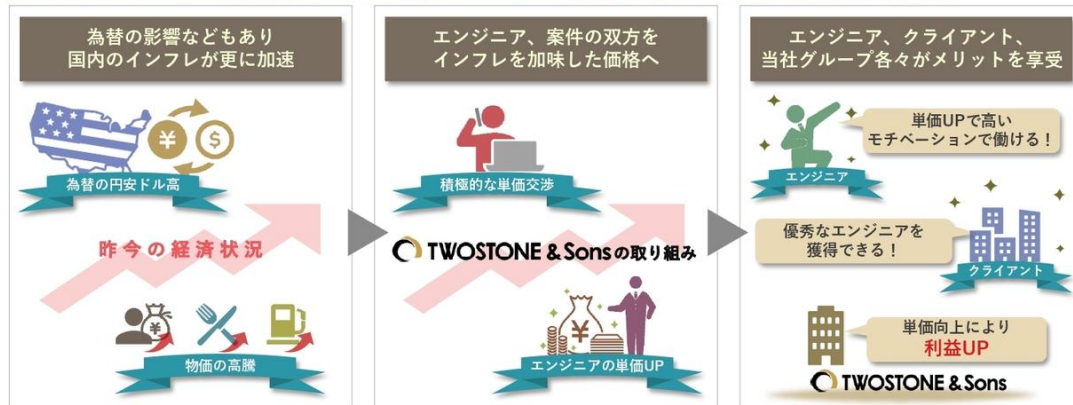 為替の影響などもあり
国内のインフレが更に加速
¥
$
為替の円安ドル高
昨今の経済状況
¥
物価の高騰
エンジニア、案件の双方を
インフレを加味した価格へ
積極的な単価交渉
TWOSTONE & Sonsの取り組み
¥
エンジニアの単価UP
エンジニア、クライアント、
当社グループ各々がメリットを享受
単価UPで高い
モチベーションで働ける！
エンジニア
優秀なエンジニアを
獲得できる！
クライアント
単価向上により
利益UP
TWOSTONE & Sons